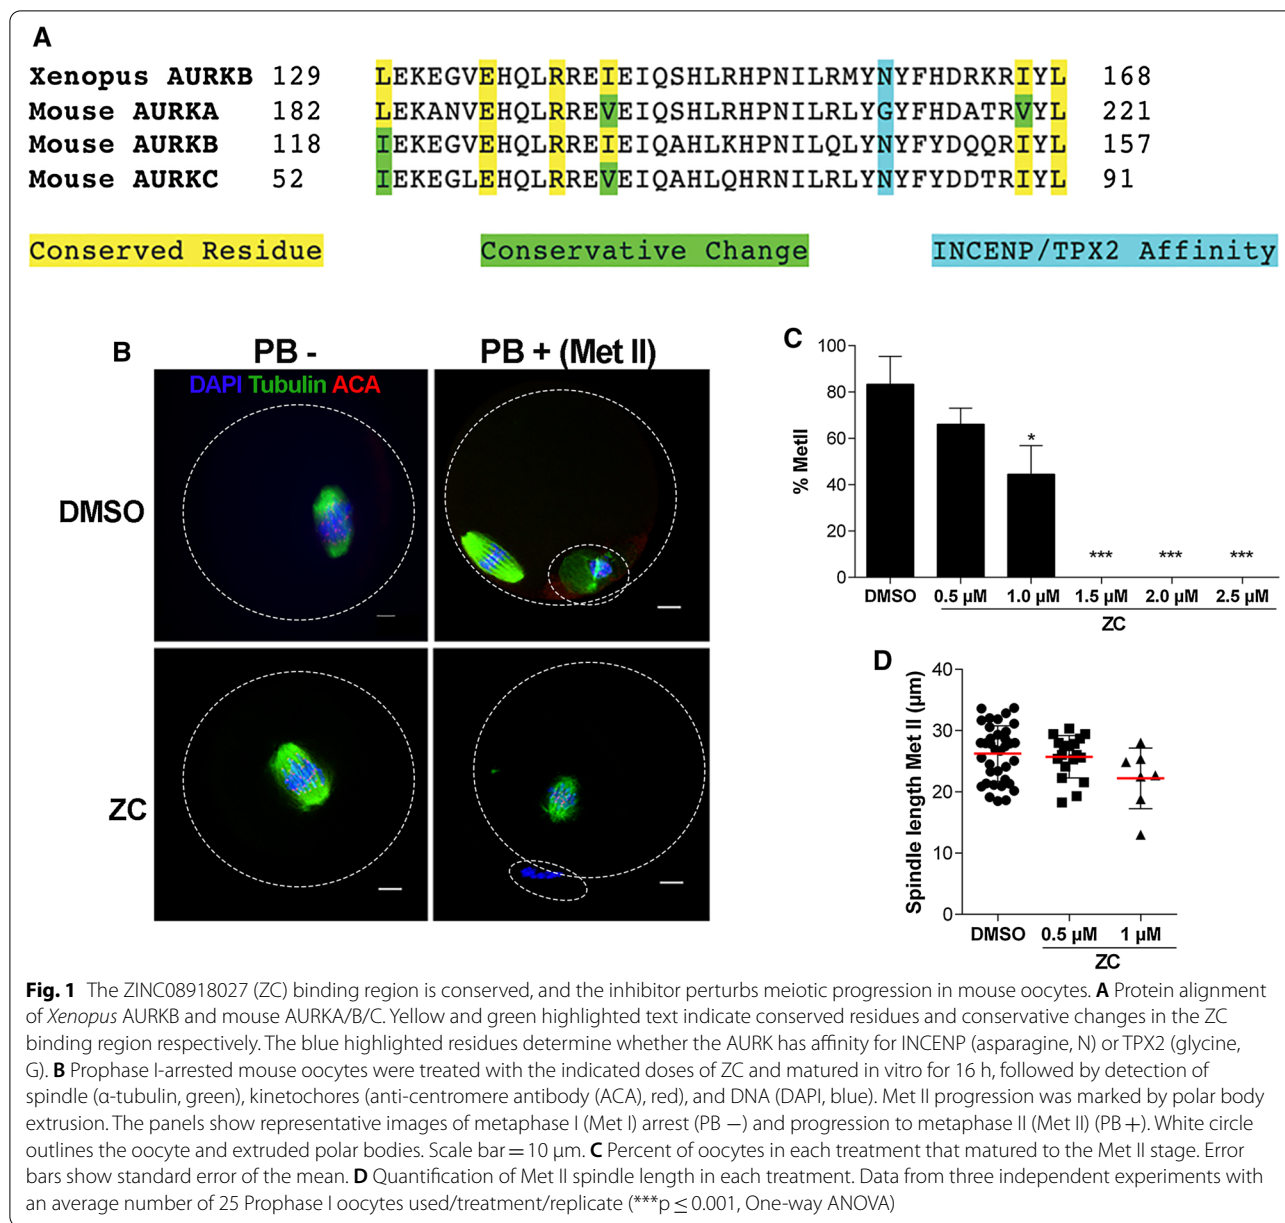 A
Xenopus AURKB 129 LEKEGVEHQLRREIEIQSHLRHPNILRMYNYFHDRKRIYL 168
Mouse AURKA 182 LEKANVEHQLRREVEIQSHLRHPNILRLYGYFHDATRVYL 221
Mouse AURKB 118 IEKEGVEHQLRREIEIQAHLKHPNILQLYNYFYDQQRIYL 157
Mouse AURKC 52 IEKEGLEHQLRREVEIQAHLQHRNILRLYNYFYDDTRIYL 91
Conserved Residue Conservative Change INCENP/TPX2 Affinity
B
PB - PB + (Met II)
DAPI Tubulin ACA
DMSO
ZC
C
% MetII
100
80
60
40
20
0
*
*** *** ***
DMSO 0.5 µM 1.0 µM 1.5 µM 2.0 µM 2.5 µM
ZC
D
Spindle length Met II (µm)
40
30
20
10
0
DMSO 0.5 µM 1 µM
ZC
Fig. 1 The ZINC08918027 (ZC) binding region is conserved, and the inhibitor perturbs meiotic progression in mouse oocytes. A Protein alignment
of Xenopus AURKB and mouse AURKA/B/C. Yellow and green highlighted text indicate conserved residues and conservative changes in the ZC
binding region respectively. The blue highlighted residues determine whether the AURK has affinity for INCENP (asparagine, N) or TPX2 (glycine,
G). B Prophase I-arrested mouse oocytes were treated with the indicated doses of ZC and matured in vitro for 16 h, followed by detection of
spindle (α-tubulin, green), kinetochores (anti-centromere antibody (ACA), red), and DNA (DAPI, blue). Met II progression was marked by polar body
extrusion. The panels show representative images of metaphase I (Met I) arrest (PB −) and progression to metaphase II (Met II) (PB +). White circle
outlines the oocyte and extruded polar bodies. Scale bar = 10 µm. C Percent of oocytes in each treatment that matured to the Met II stage. Error
bars show standard error of the mean. D Quantification of Met II spindle length in each treatment. Data from three independent experiments with
an average number of 25 Prophase I oocytes used/treatment/replicate (***p ≤ 0.001, One-way ANOVA)